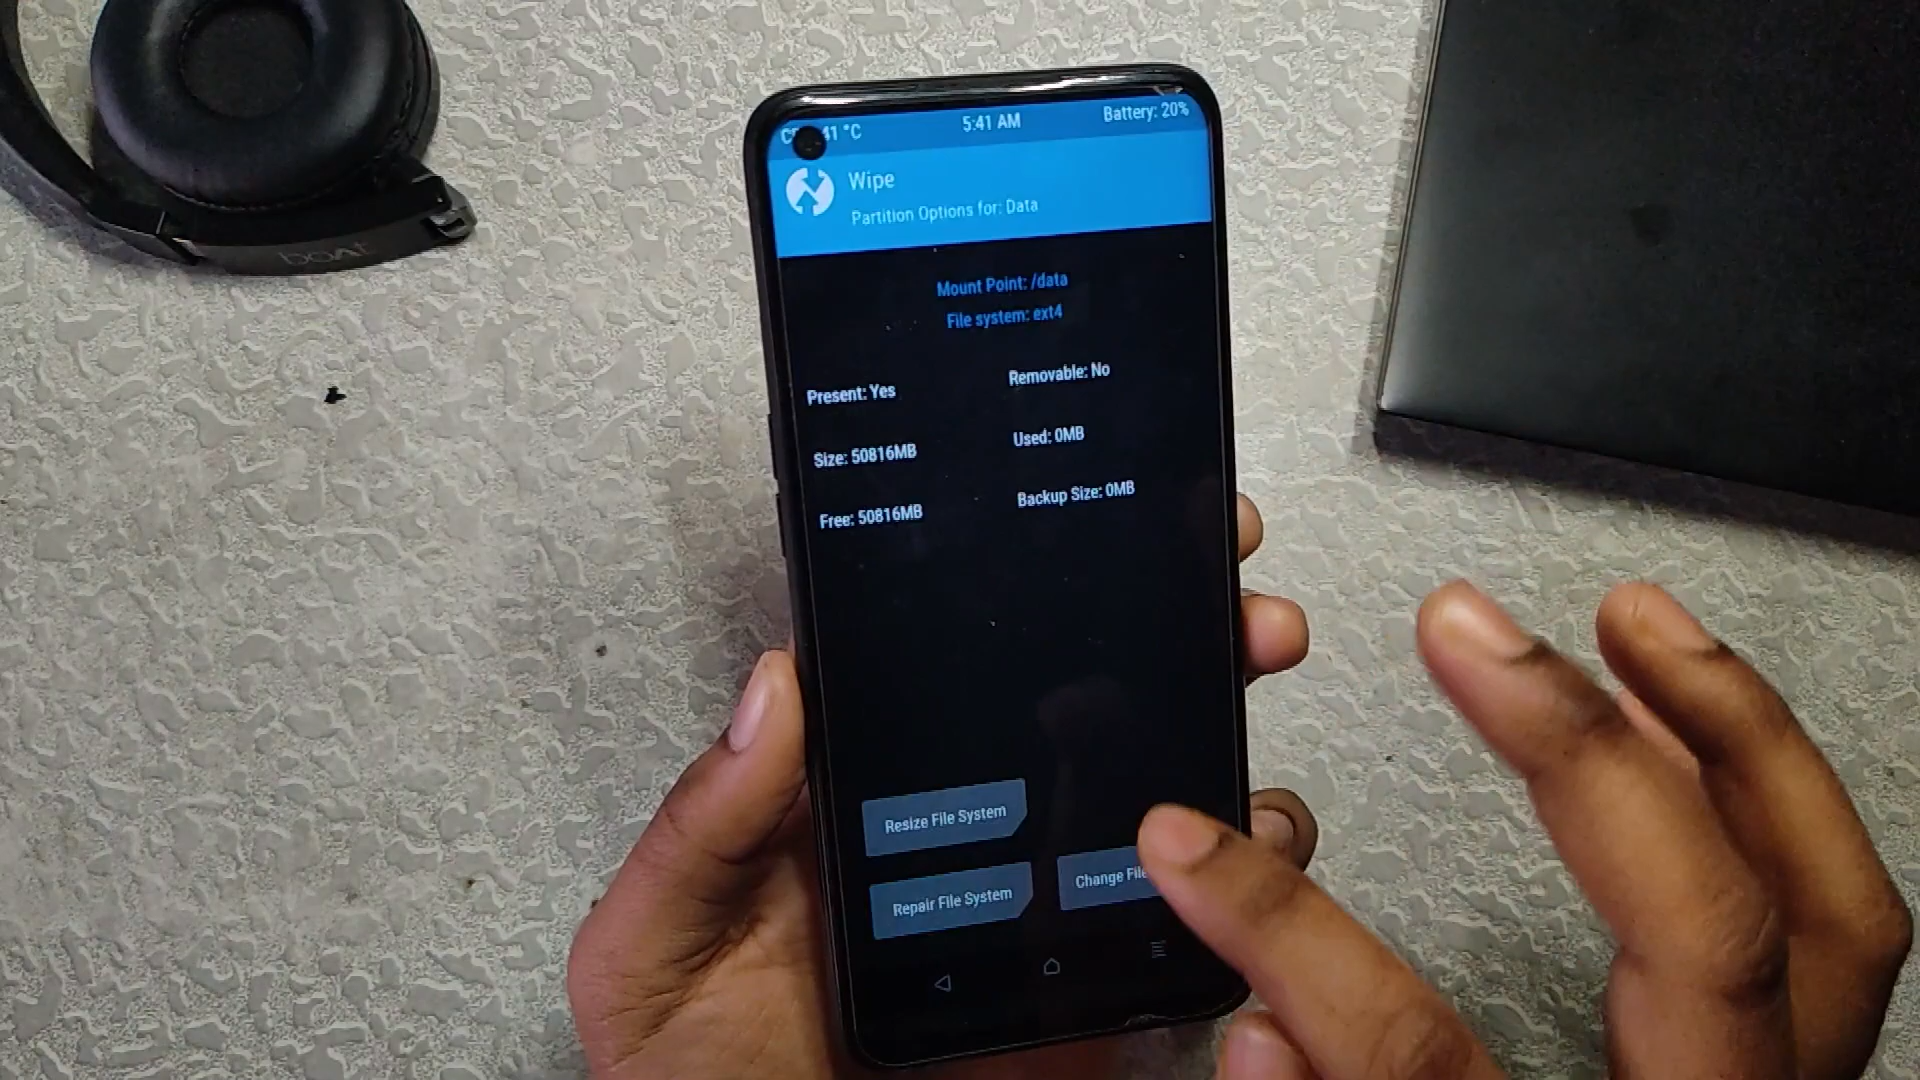 41 °C
5:41 AM
Battery: 20%
Wipe
Partition Options for: Data
Mount Point: /data
File system: ext4
Present: Yes
Removable: No
Size: 50816MB
Used: 0MB
Free: 50816MB
Backup Size: 0MB
Resize File System
Repair File System
Change File
boAt